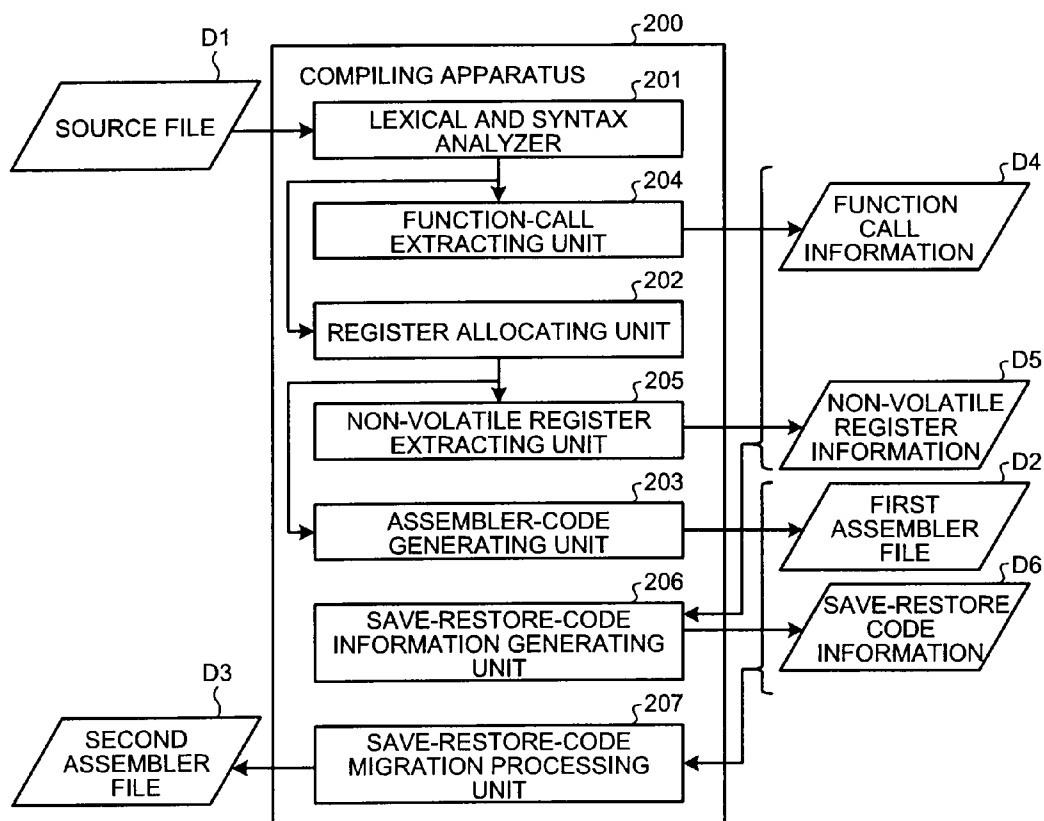 200
D1
COMPILING APPARATUS
201
SOURCE FILE
LEXICAL AND SYNTAX
ANALYZER
204
D4
FUNCTION-CALL
EXTRACTING UNIT
FUNCTION
CALL
INFORMATION
202
REGISTER ALLOCATING UNIT
205
D5
NON-VOLATILE REGISTER
EXTRACTING UNIT
NON-VOLATILE
REGISTER
INFORMATION
203
D2
ASSEMBLER-CODE
GENERATING UNIT
FIRST
ASSEMBLER
FILE
206
D6
SAVE-RESTORE-CODE
INFORMATION GENERATING
UNIT
SAVE-RESTORE
CODE
INFORMATION
D3
207
SECOND
ASSEMBLER
FILE
SAVE-RESTORE-CODE
MIGRATION PROCESSING
UNIT